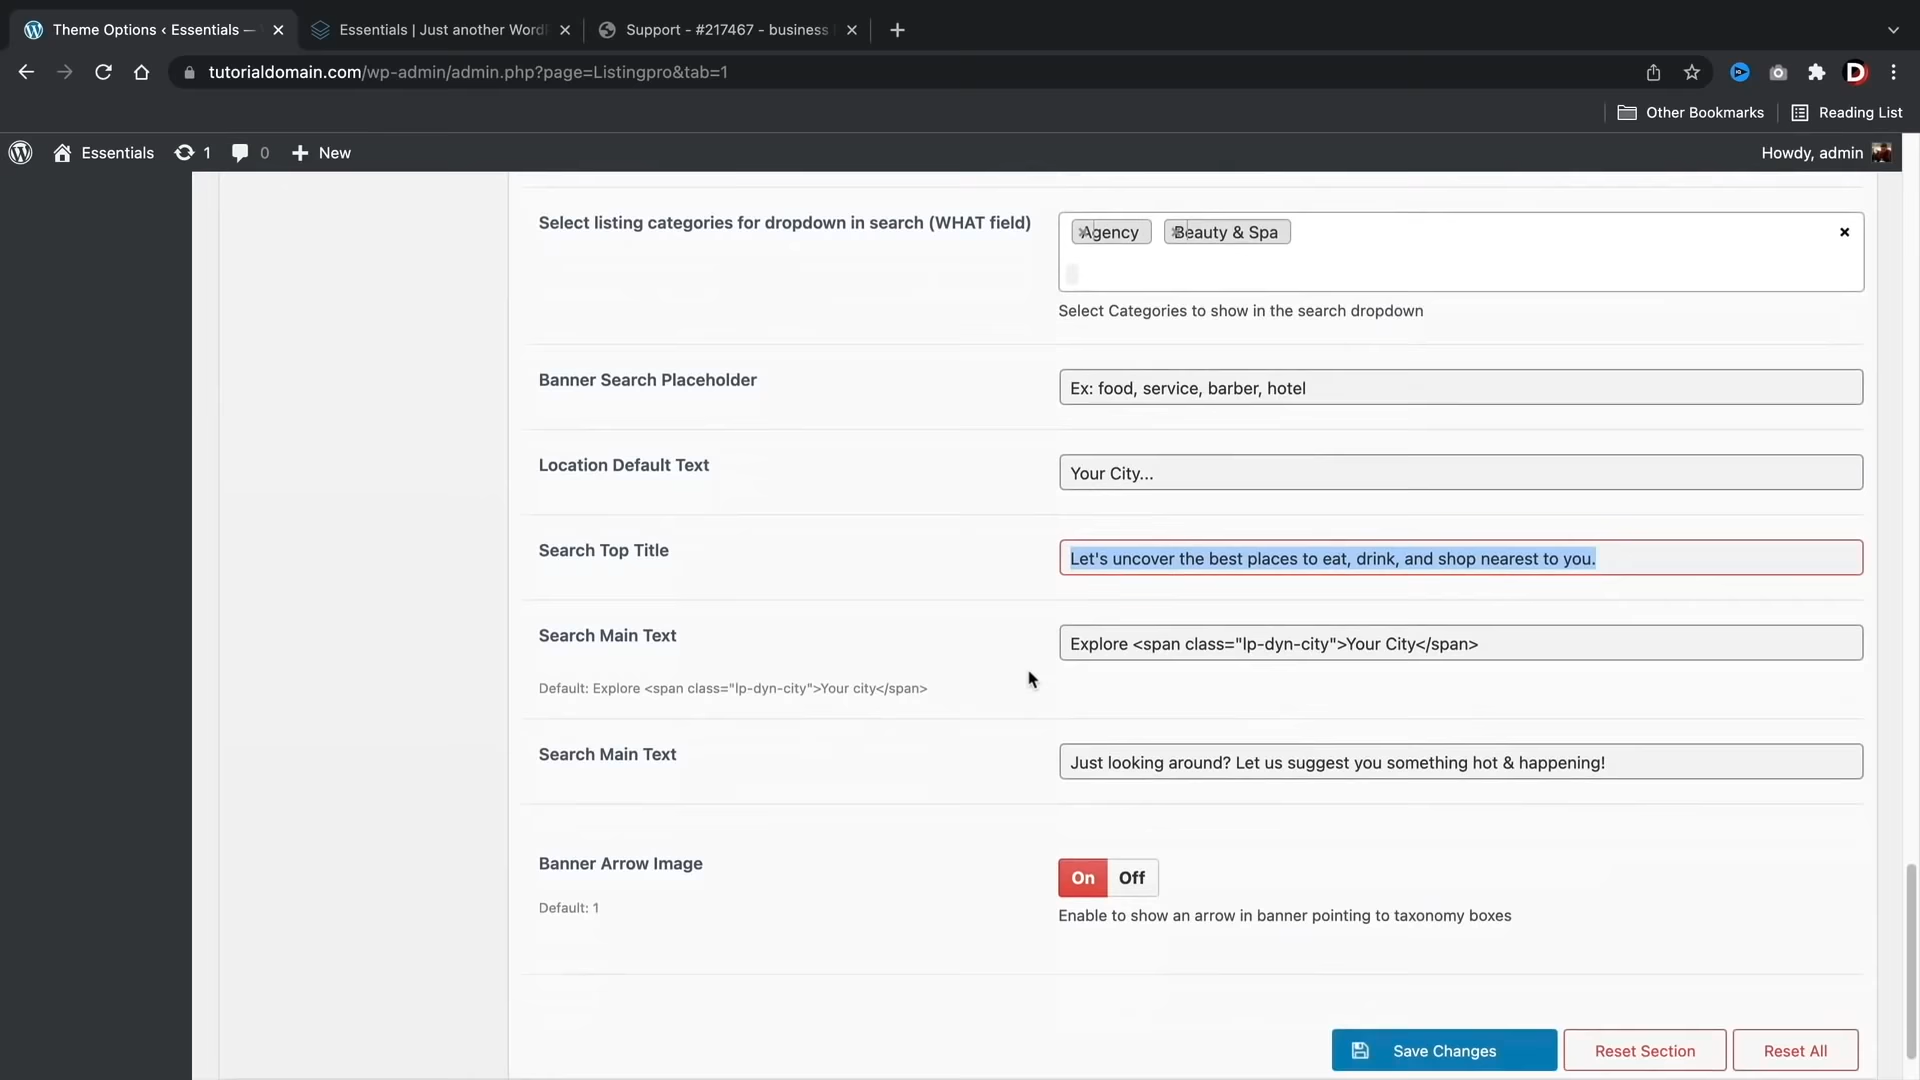 Theme Options ‹ Essentials —
Essentials | Just another Word
Support - #217467 - business
tutorialdomain.com/wp-admin/admin.php?page=Listingpro&tab=1
Other Bookmarks
Reading List
Essentials
1
0
New
Howdy, admin
Select listing categories for dropdown in search (WHAT field)
Agency
Beauty & Spa
Select Categories to show in the search dropdown
Banner Search Placeholder
Ex: food, service, barber, hotel
Location Default Text
Your City...
Search Top Title
Let's uncover the best places to eat, drink, and shop nearest to you.
Search Main Text
Explore <span class="lp-dyn-city">Your City</span>
Default: Explore <span class="lp-dyn-city">Your city</span>
Search Main Text
Just looking around? Let us suggest you something hot & happening!
Banner Arrow Image
On
Off
Default: 1
Enable to show an arrow in banner pointing to taxonomy boxes
Save Changes
Reset Section
Reset All